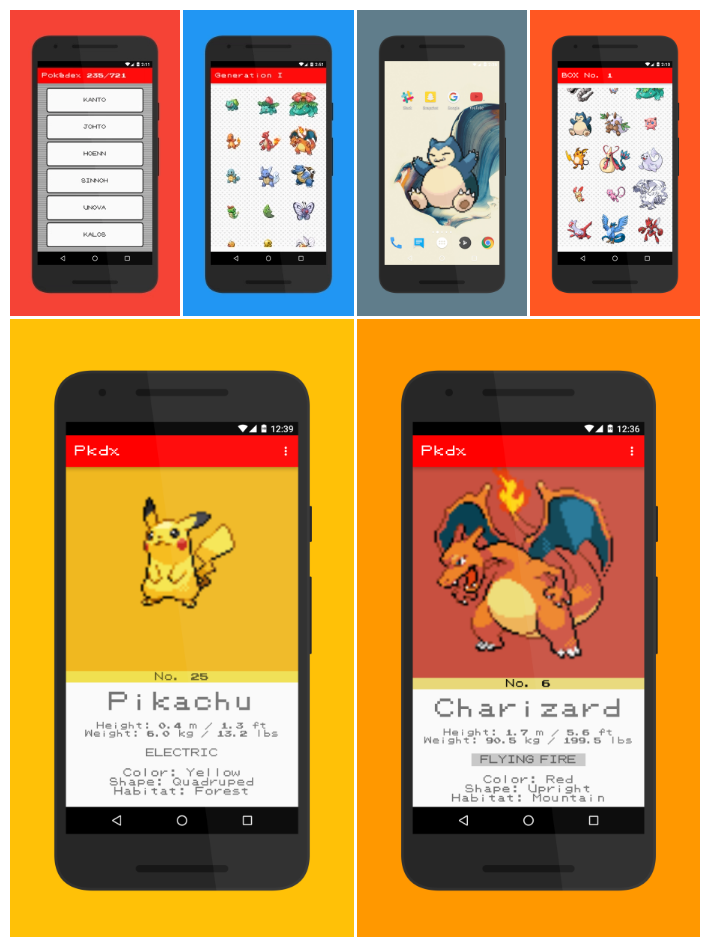 2:11
Pokédex 235/721
KANTO
JOHTO
HOENN
SINNOH
UNOVA
KALOS
Generation I
Google
BOX No. 1
12:39
Pkdx
No. 25
Pikachu
Height: 0.4 m / 1.3 ft
Weight: 6.0 kg / 13.2 lbs
ELECTRIC
Color: Yellow
Shape: Quadruped
Habitat: Forest
12:36
Pkdx
No. 6
Charizard
Height: 1.7 m / 5.6 ft
Weight: 90.5 kg / 199.5 lbs
FLYING FIRE
Color: Red
Shape: Upright
Habitat: Mountain